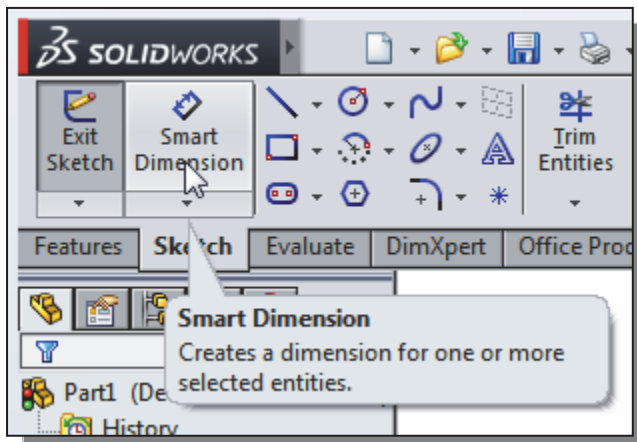 SOLIDWORKS
Exit Sketch
Smart Dimension
Trim Entities
Features Sketch Evaluate DimXpert Office Prod
Smart Dimension
Creates a dimension for one or more
selected entities.
Part1 (De
History